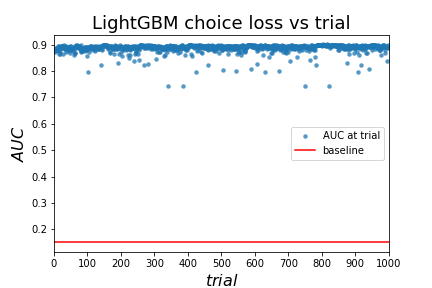 LightGBM choice loss vs trial
AUC
0.9
0.8
0.7
0.6
0.5
0.4
0.3
0.2
AUC at trial
baseline
0 100 200 300 400 500 600 700 800 900 1000
trial